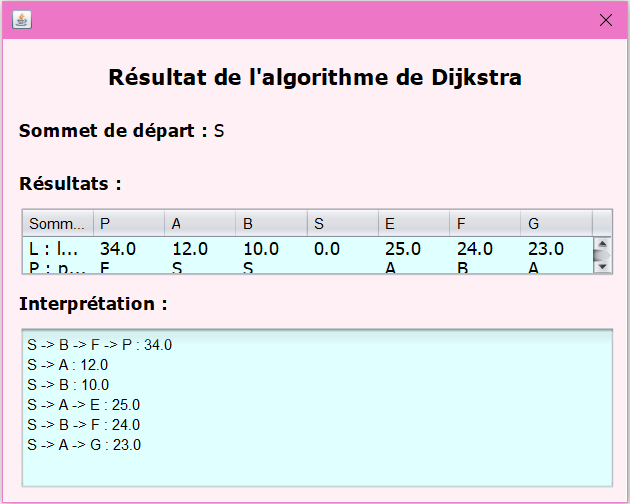 Résultat de l'algorithme de Dijkstra
Sommet de départ : S
Résultats :
Somm... P A B S E F G
L : l... 34.0 12.0 10.0 0.0 25.0 24.0 23.0
P : p... F S S A B A
Interprétation :
S -> B -> F -> P : 34.0
S -> A : 12.0
S -> B : 10.0
S -> A -> E : 25.0
S -> B -> F : 24.0
S -> A -> G : 23.0